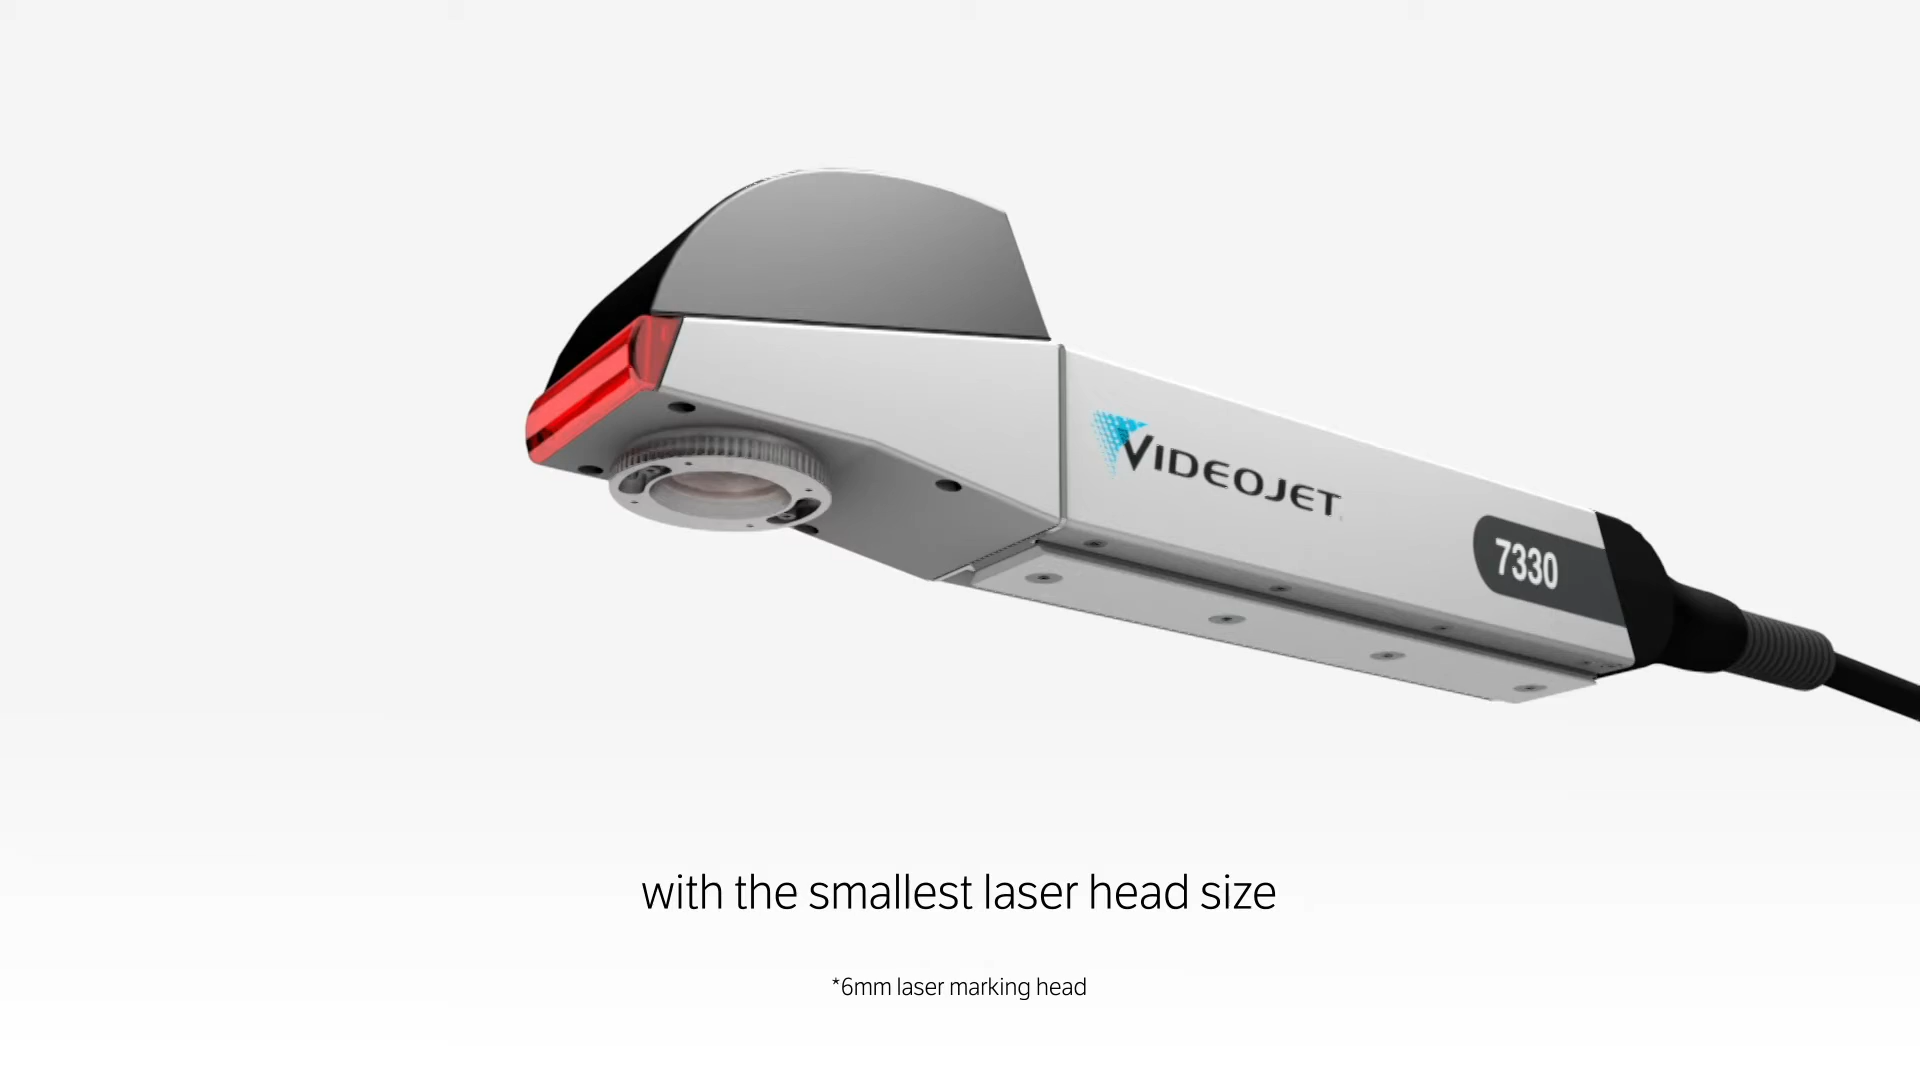 VIDEOJET
7330
with the smallest laser head size
*6mm laser marking head